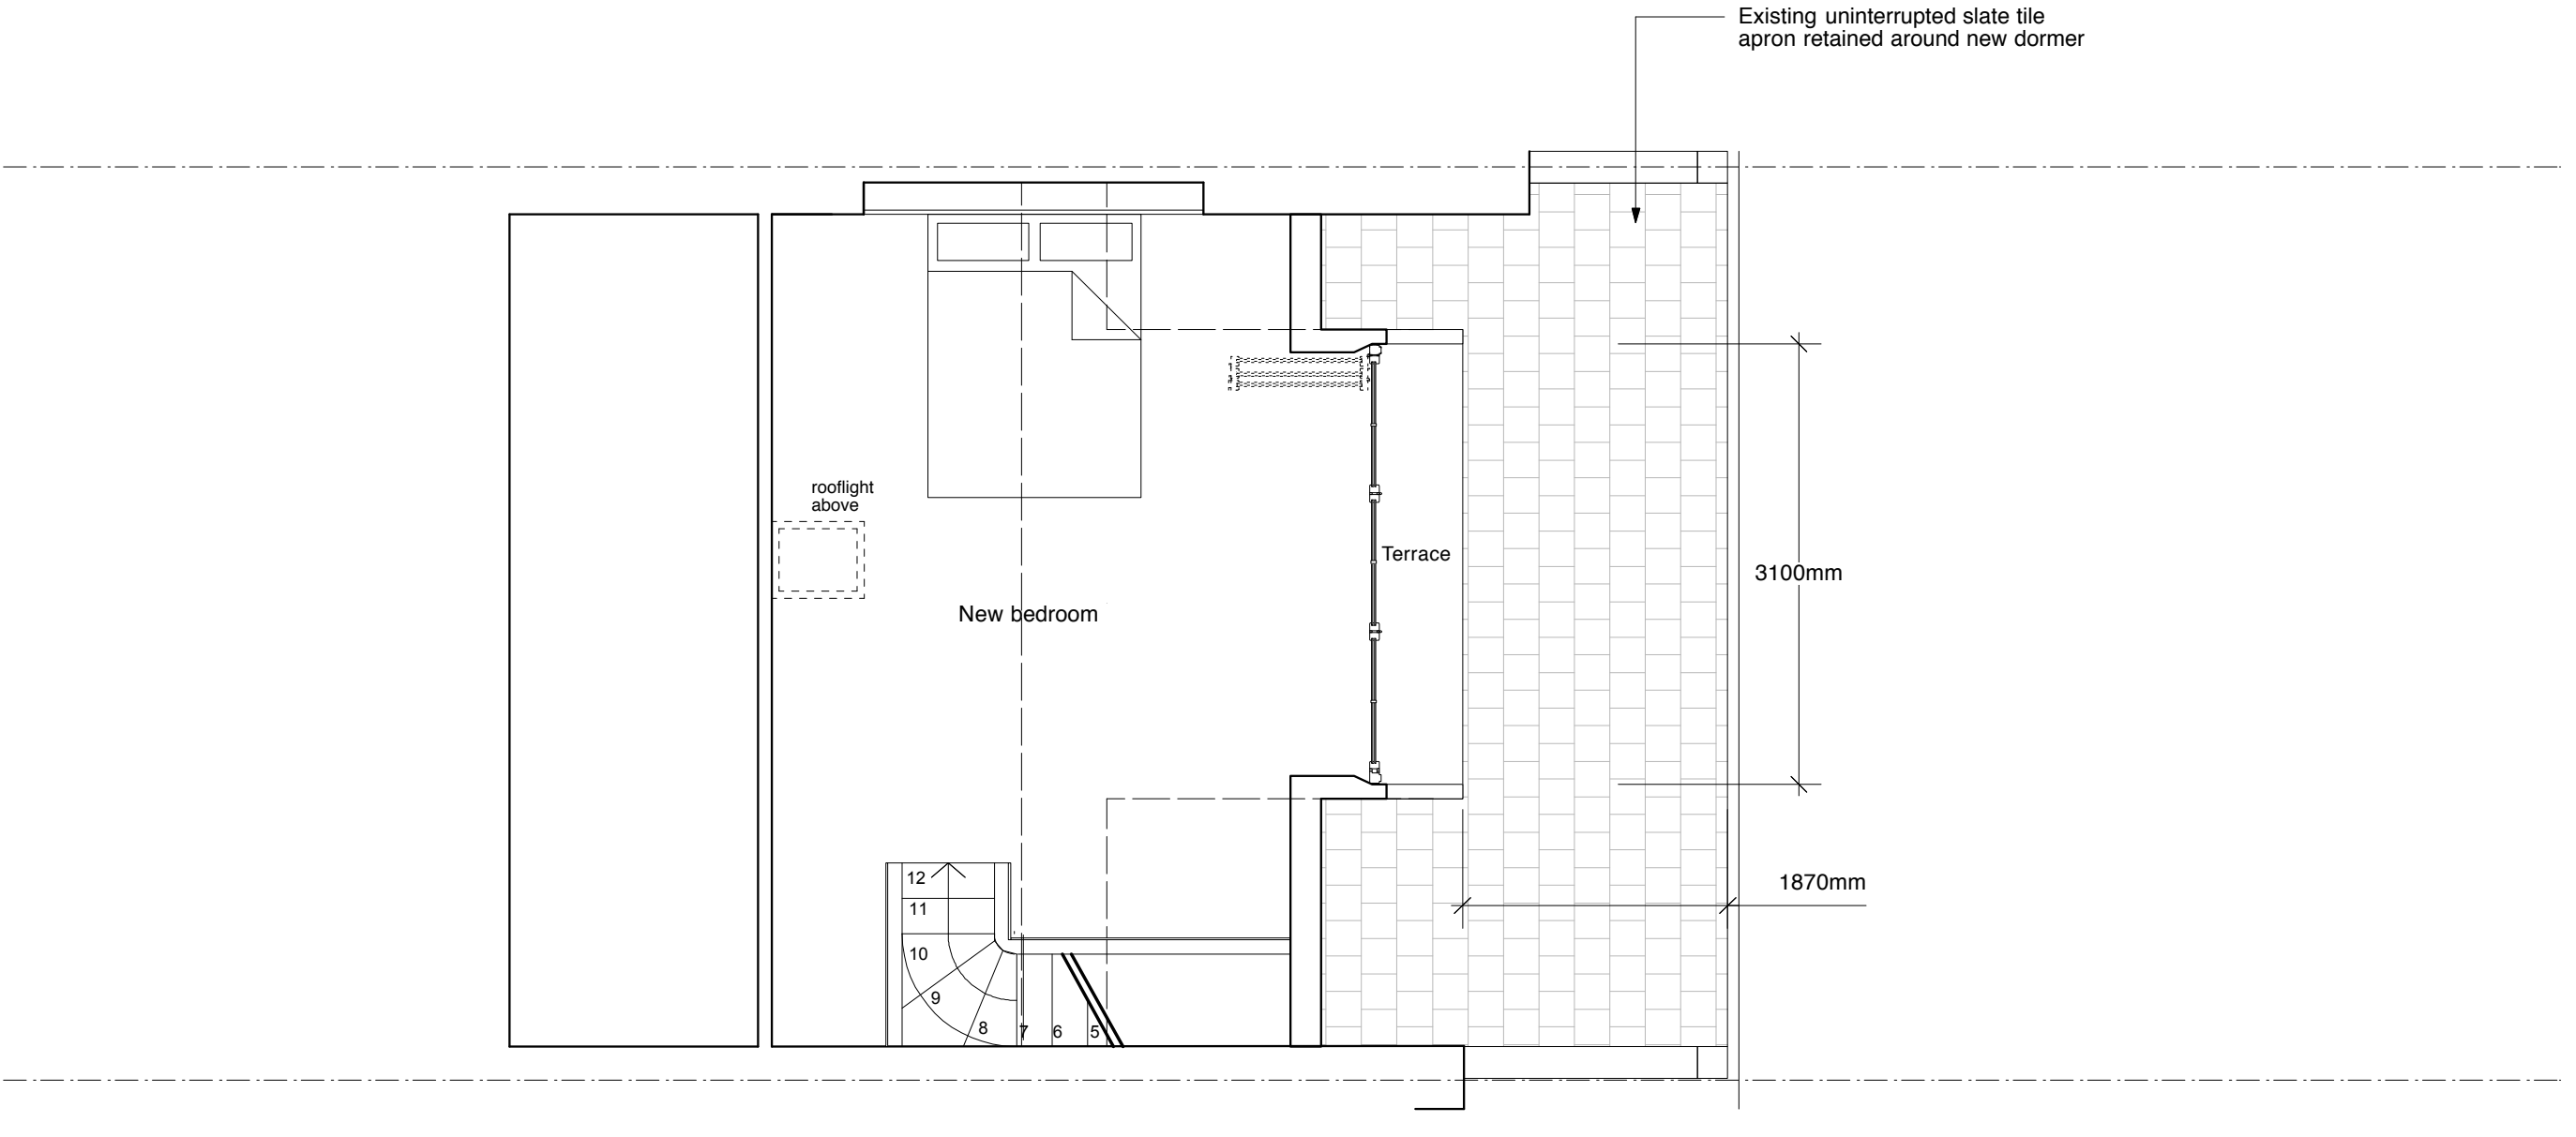 Existing uninterrupted slate tile
apron retained around new dormer
rooflight
above
Terrace
3100mm
New bedroom
1870mm
12
11
10
9
8
7
6
5